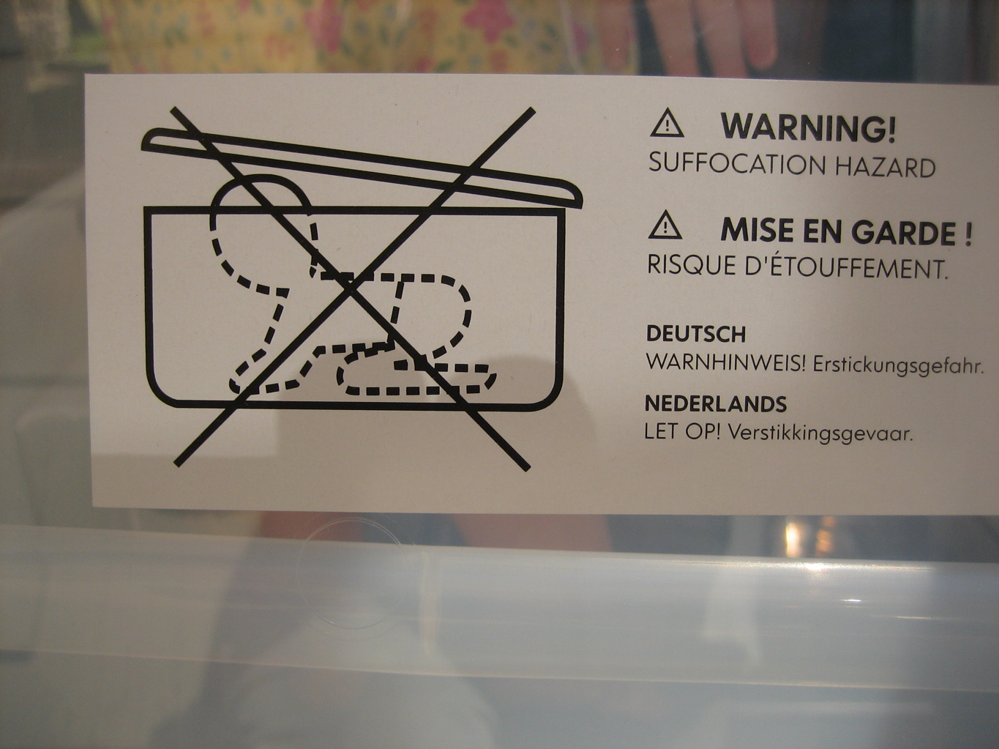 WARNING!
SUFFOCATION HAZARD
MISE EN GARDE !
RISQUE D'ÉTOUFFEMENT.
DEUTSCH
WARNHINWEIS! Erstickungsgefahr.
NEDERLANDS
LET OP! Verstikkingsgevaar.